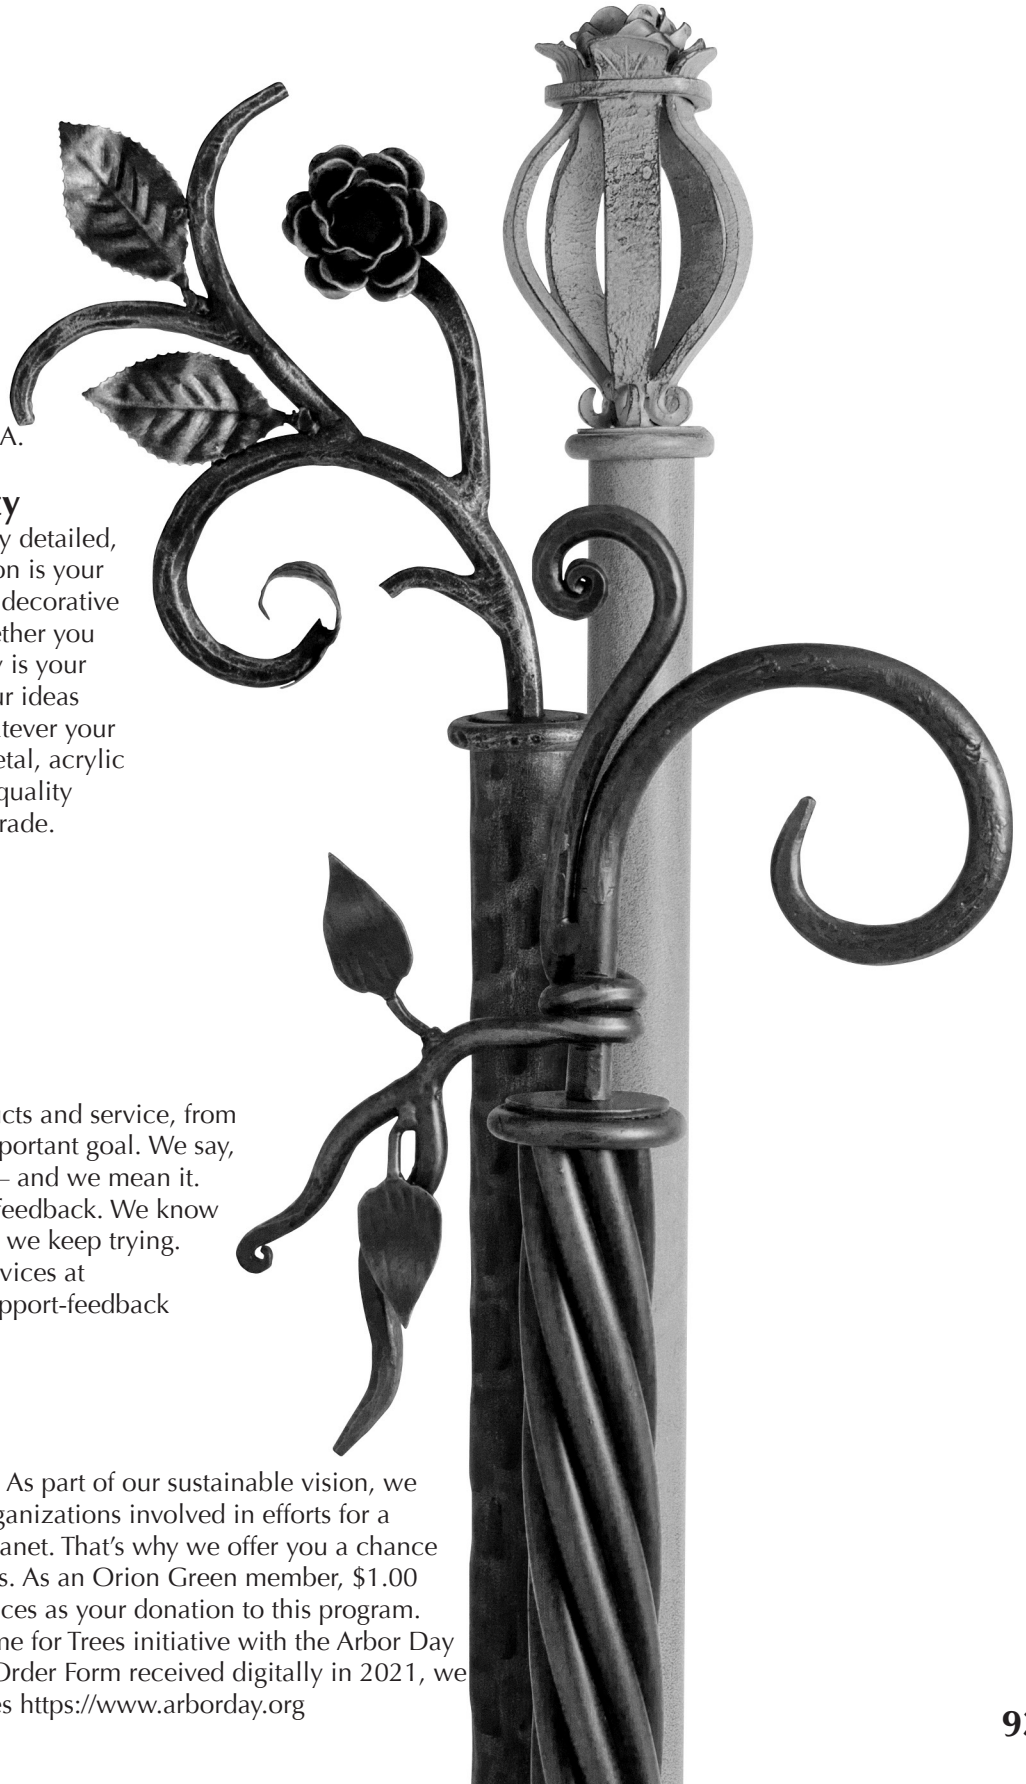 A.
ty
y detailed,
on is your
decorative
ether you
y is your
ur ideas
tever your
etal, acrylic
quality
rade.
cts and service, from
portant goal. We say,
– and we mean it.
feedback. We know
we keep trying.
vices at
pport-feedback
As part of our sustainable vision, we
ganizations involved in efforts for a
anet. That’s why we offer you a chance
s. As an Orion Green member, $1.00
ces as your donation to this program.
me for Trees initiative with the Arbor Day
Order Form received digitally in 2021, we
es https://www.arborday.org
9